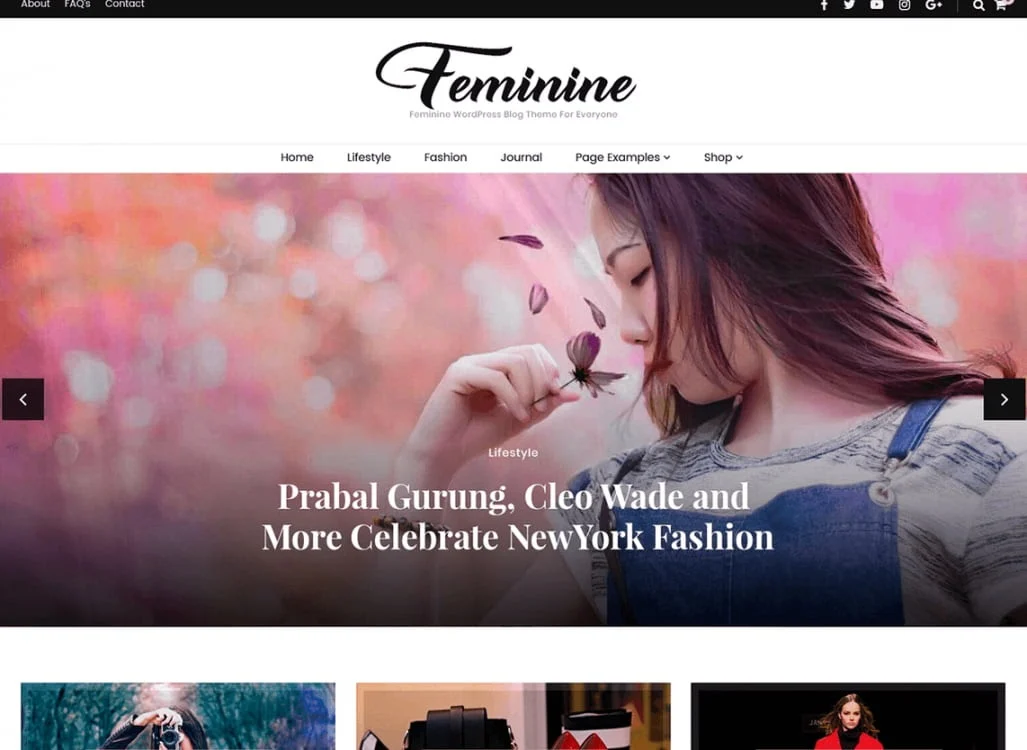 About FAQ's Contact
Feminine
Feminine WordPress Blog Theme For Everyone
Home Lifestyle Fashion Journal Page Examples Shop
Lifestyle
Prabal Gurung, Cleo Wade and
More Celebrate NewYork Fashion